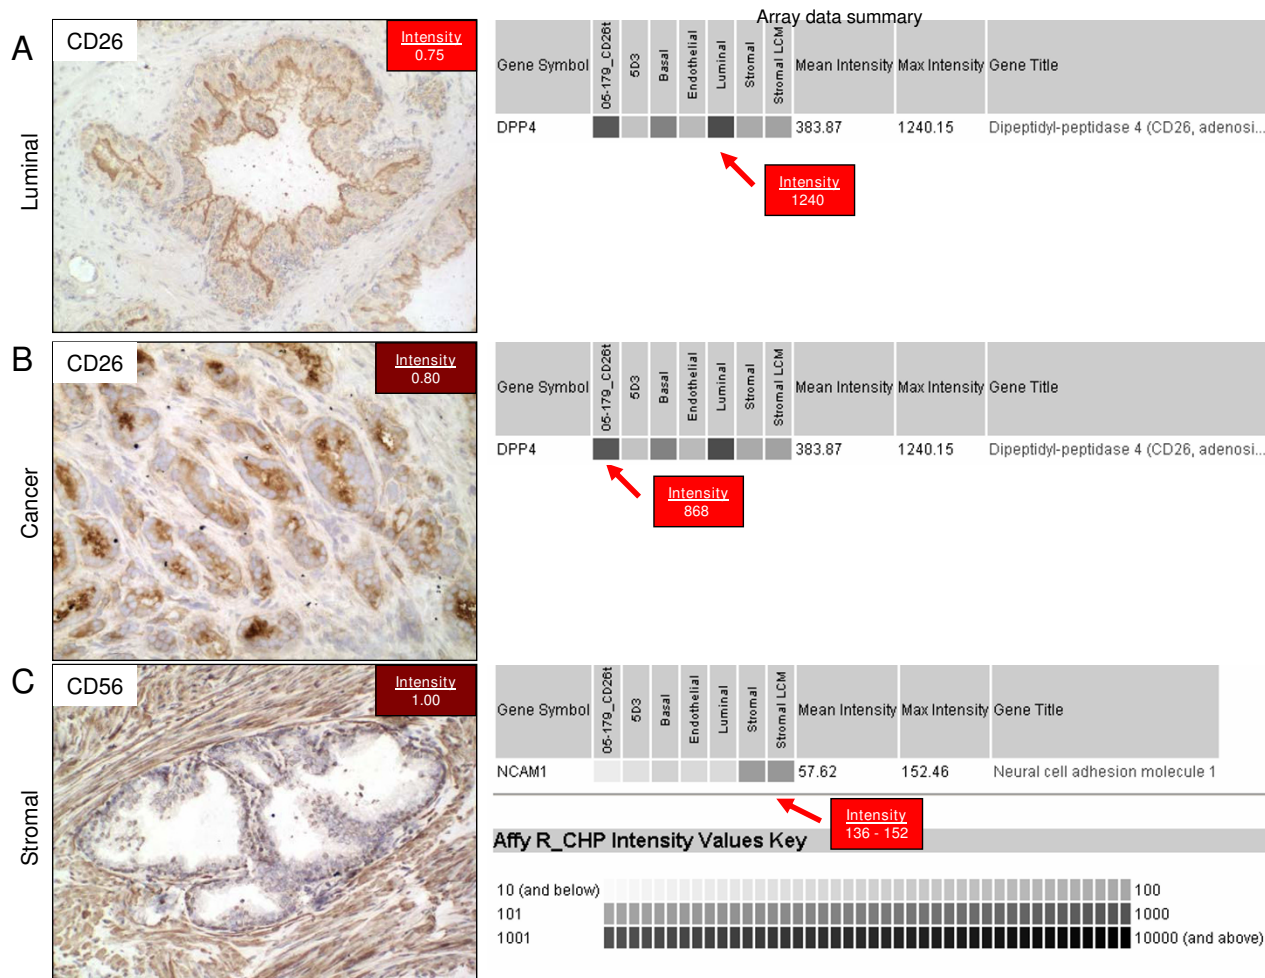 Array data summary
A
CD26
Intensity
0.75
Luminal
Gene Symbol
05-179_CD26t
5D3
Basal
Endothelial
Luminal
Stromal
Stromal LCM
Mean Intensity
Max Intensity
Gene Title
DPP4
383.87
1240.15
Dipeptidyl-peptidase 4 (CD26, adenosi...
Intensity
1240
B
CD26
Intensity
0.80
Cancer
Gene Symbol
05-179_CD26t
5D3
Basal
Endothelial
Luminal
Stromal
Stromal LCM
Mean Intensity
Max Intensity
Gene Title
DPP4
383.87
1240.15
Dipeptidyl-peptidase 4 (CD26, adenosi...
Intensity
868
C
CD56
Intensity
1.00
Stromal
Gene Symbol
05-179_CD26t
5D3
Basal
Endothelial
Luminal
Stromal
Stromal LCM
Mean Intensity
Max Intensity
Gene Title
NCAM1
57.62
152.46
Neural cell adhesion molecule 1
Intensity
136 - 152
Affy R_CHP Intensity Values Key
10 (and below)
100
101
1000
1001
10000 (and above)